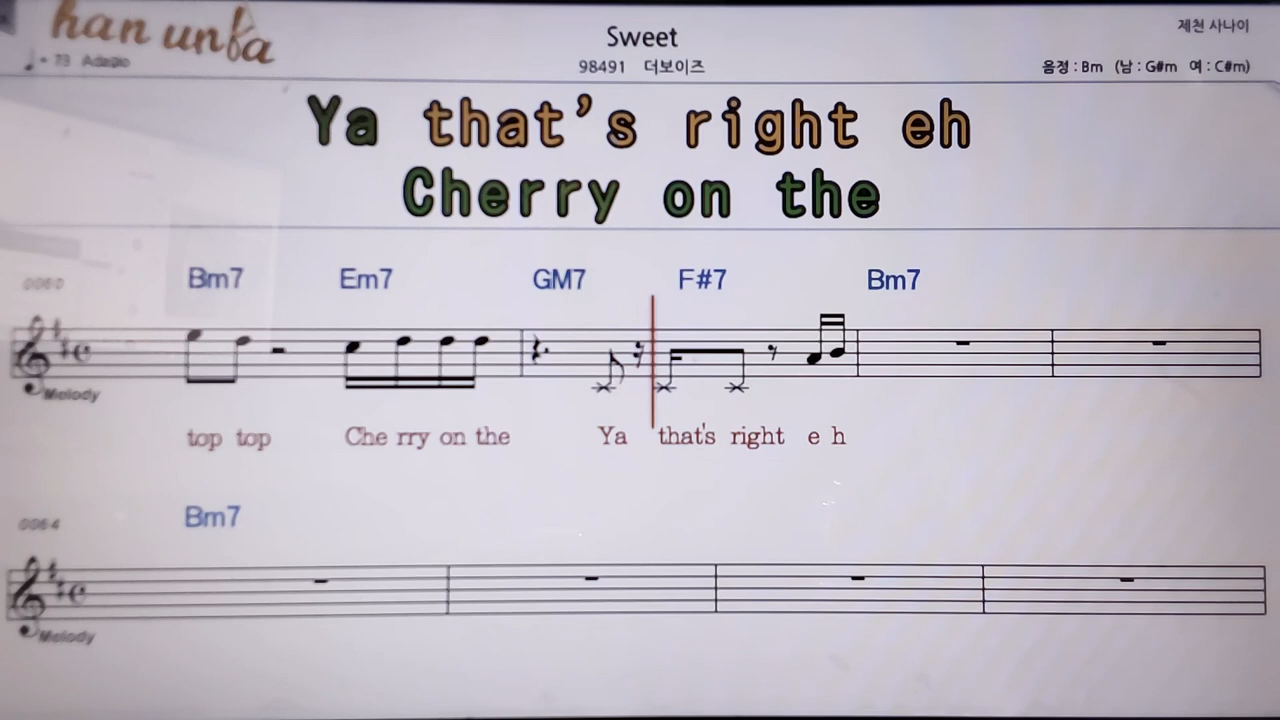 han unba
Sweet
제천 사나이
♩ = 73 Adagio
98491 더보이즈
음정 : Bm (남 : G#m 여 : C#m)
Ya that's right eh
Cherry on the
0060 Bm7 Em7 GM7 F#7 Bm7
Melody
top top Che rry on the Ya that's right e h
0064 Bm7
Melody